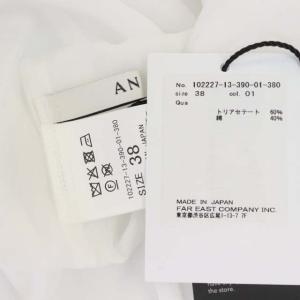 No. 102227-13-390-01-380
size 38 col. 01
Qua
トリアセテート 60%
綿 40%
MADE IN JAPAN
FAR EAST COMPANY INC.
東京都渋谷区広尾1-13-7 7F
AN
IN JAPAN
SIZE 38
102227-13-390-01-380
the store.